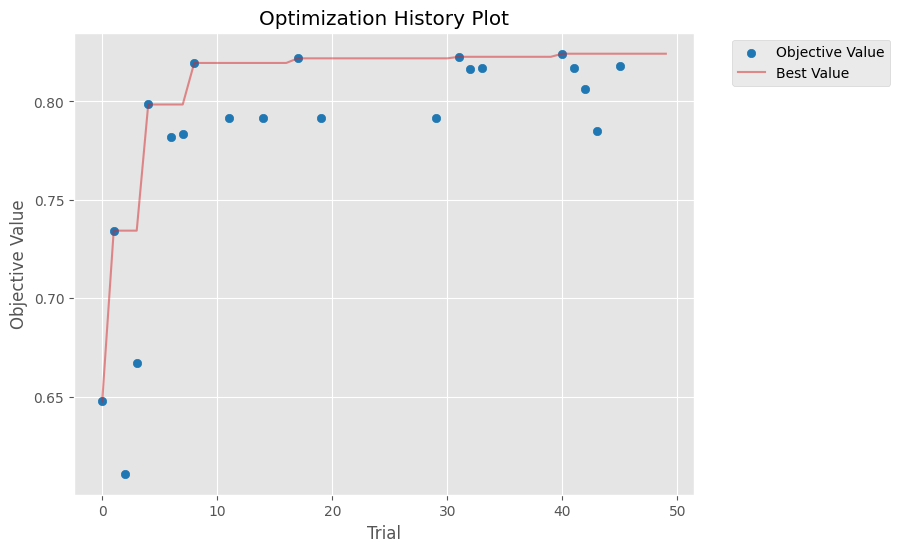 Optimization History Plot
Objective Value
Best Value
0.80
0.75
0.70
0.65
Objective Value
0
10
20
30
40
50
Trial